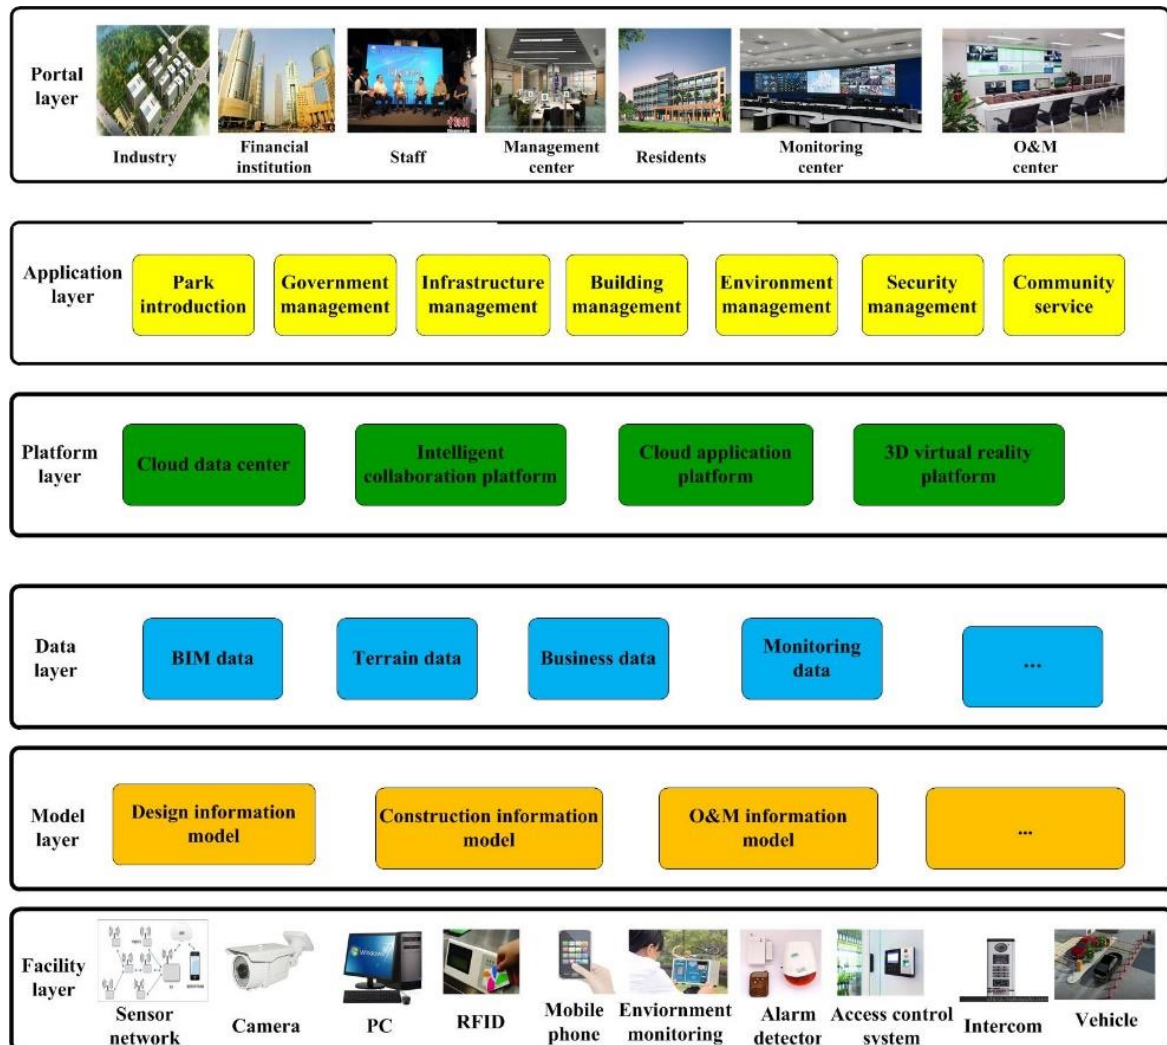 Portal
layer
Industry
Financial
institution
Staff
Management
center
Residents
Monitoring
center
O&M
center
Application
layer
Park
introduction
Government
management
Infrastructure
management
Building
management
Environment
management
Security
management
Community
service
Platform
layer
Cloud data center
Intelligent
collaboration platform
Cloud application
platform
3D virtual reality
platform
Data
layer
BIM data
Terrain data
Business data
Monitoring
data
...
Model
layer
Design information
model
Construction information
model
O&M information
model
...
Facility
layer
Sensor
network
Camera
PC
RFID
Mobile
phone
Enviornment
monitoring
Alarm
detector
Access control
system
Intercom
Vehicle